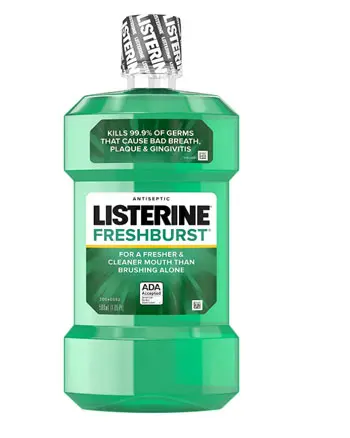 LISTERINE
KILLS 99.9% OF GERMS
THAT CAUSE BAD BREATH,
PLAQUE & GINGIVITIS
ANTISEPTIC
LISTERINE
FRESHBURST
FOR A FRESHER &
CLEANER MOUTH THAN
BRUSHING ALONE
ADA
Accepted